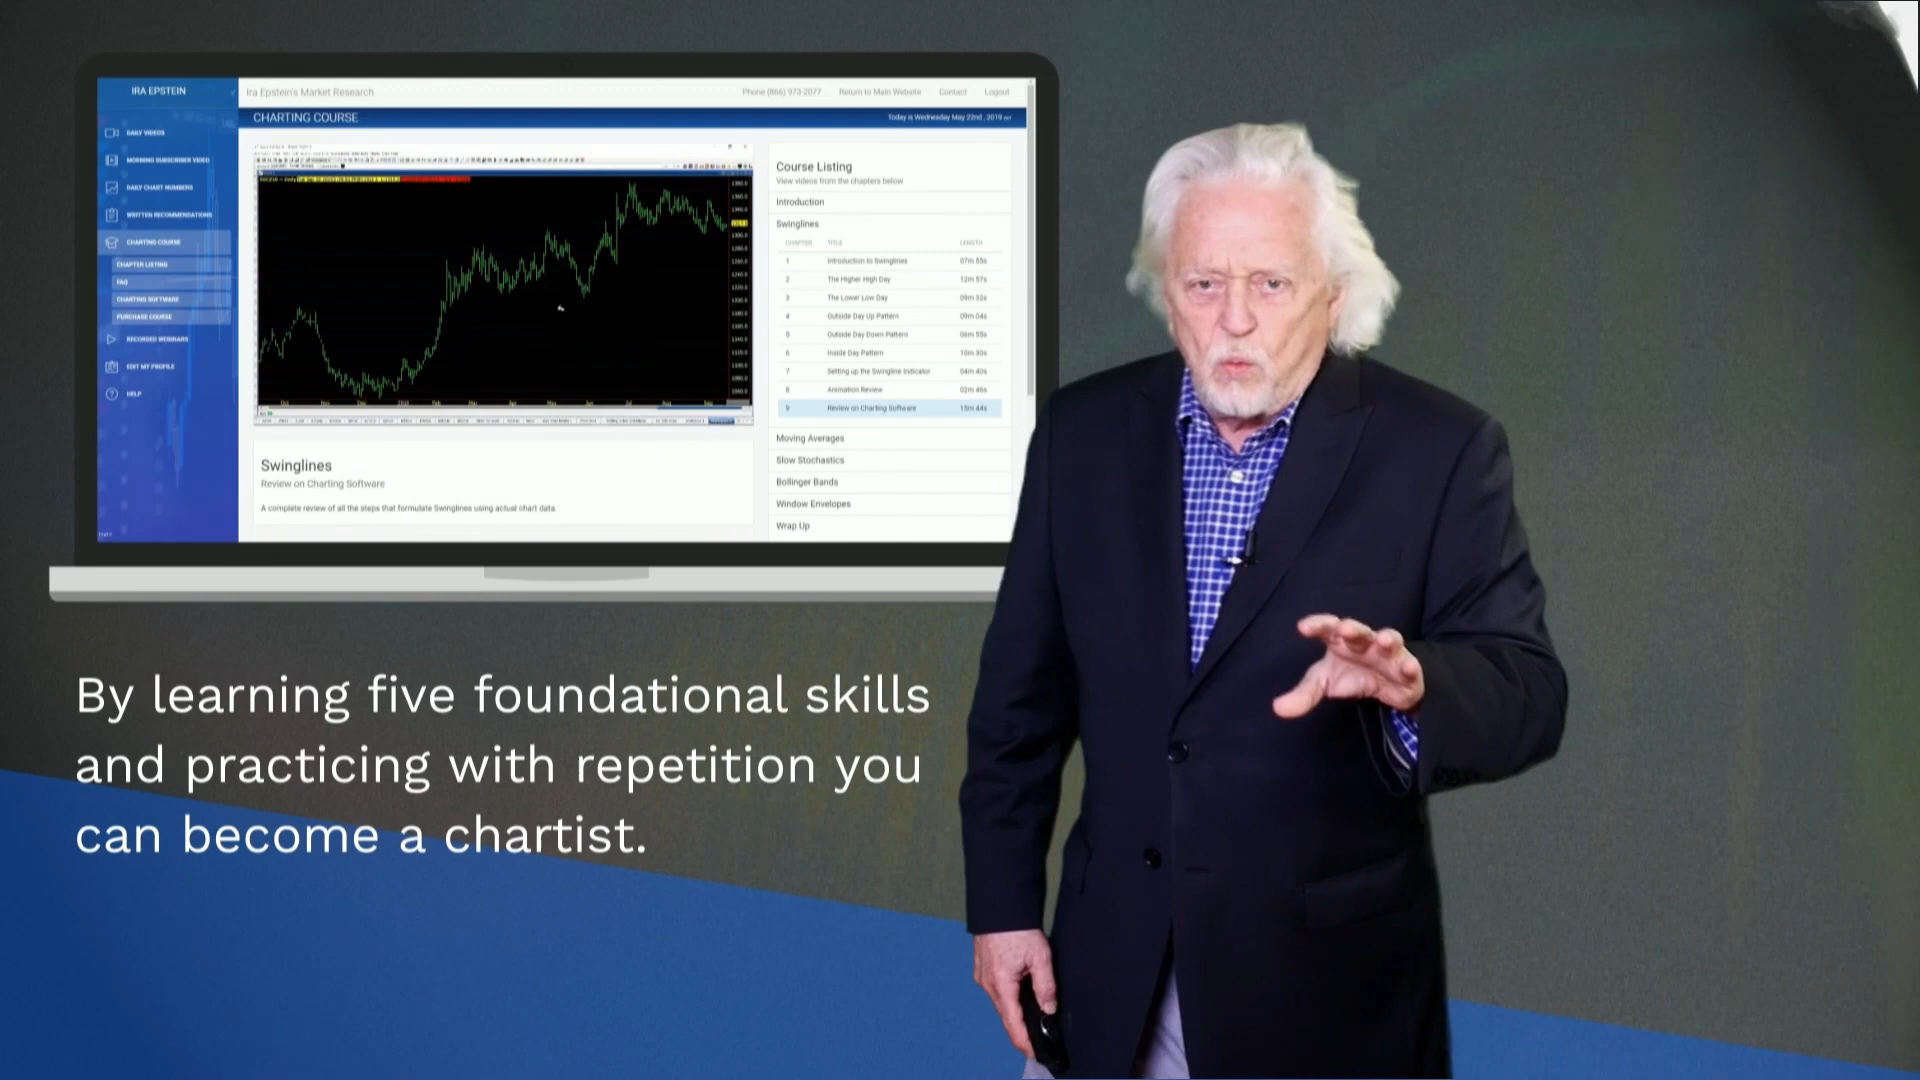 IRA EPSTEIN
Ira Epstein's Market Research
Phone (866) 973-2077
Return to Main Website
Contact
Logout
CHARTING COURSE
Today is Wednesday May 22nd, 2019
DAILY VIDEOS
MORNING SUBSCRIBER VIDEO
DAILY CHART NUMBERS
WRITTEN RECOMMENDATIONS
CHARTING COURSE
CHAPTER LISTING
FAQ
CHARTING SOFTWARE
PURCHASE COURSE
RECORDED WEBINARS
EDIT MY PROFILE
HELP
Swinglines
Review on Charting Software
A complete review of all the steps that formulate Swinglines using actual chart data.
Course Listing
View videos from the chapters below
Introduction
Swinglines
CHAPTER TITLE LENGTH
1 Introduction to Swinglines 07m 55s
2 The Higher High Day 12m 57s
3 The Lower Low Day 09m 32s
4 Outside Day Up Pattern 09m 04s
5 Outside Day Down Pattern 06m 55s
6 Inside Day Pattern 10m 30s
7 Setting up the Swingline Indicator 04m 40s
8 Animation Review 02m 46s
9 Review on Charting Software 15m 44s
Moving Averages
Slow Stochastics
Bollinger Bands
Window Envelopes
Wrap Up
By learning five foundational skills
and practicing with repetition you
can become a chartist.